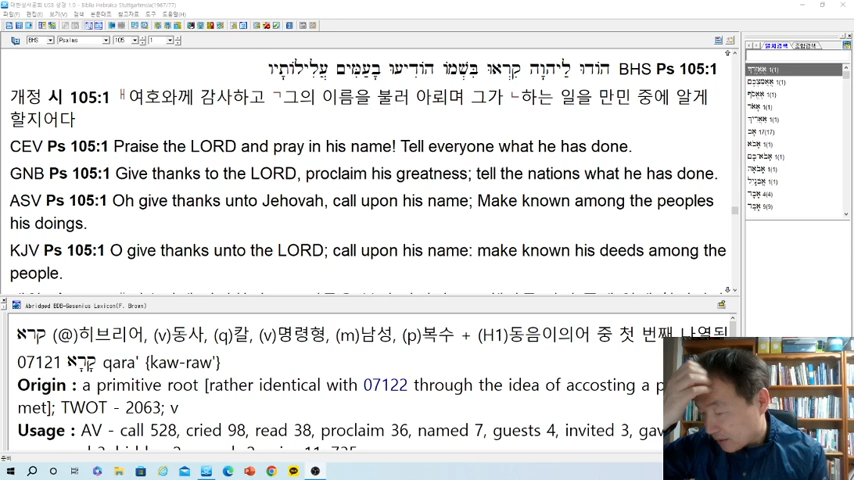 BHS Ps 105:1 הוֹדוּ לַיהוָה קִרְאוּ בִּשְׁמוֹ הוֹדִיעוּ בָעַמִּים עֲלִילוֹתָיו
개정 시 105:1 ㅐ여호와께 감사하고 ㄱ그의 이름을 불러 아뢰며 그가 ㄴ하는 일을 만민 중에 알게
할지어다
CEV Ps 105:1 Praise the LORD and pray in his name! Tell everyone what he has done.
GNB Ps 105:1 Give thanks to the LORD, proclaim his greatness; tell the nations what he has done.
ASV Ps 105:1 Oh give thanks unto Jehovah, call upon his name; Make known among the peoples
his doings.
KJV Ps 105:1 O give thanks unto the LORD; call upon his name: make known his deeds among the
people.
Abridged BDB-Gesenius Lexicon(F. Brown)
קרא (@)히브리어, (v)동사, (q)칼, (v)명령형, (m)남성, (p)복수 + (H1)동음이의어 중 첫 번째 나열된
07121 קָרָא qara' {kaw-raw'}
Origin : a primitive root [rather identical with 07122 through the idea of accosting a p
met]; TWOT - 2063; v
Usage : AV - call 528, cried 98, read 38, proclaim 36, named 7, guests 4, invited 3, gav
BHS
Psalms
105
1